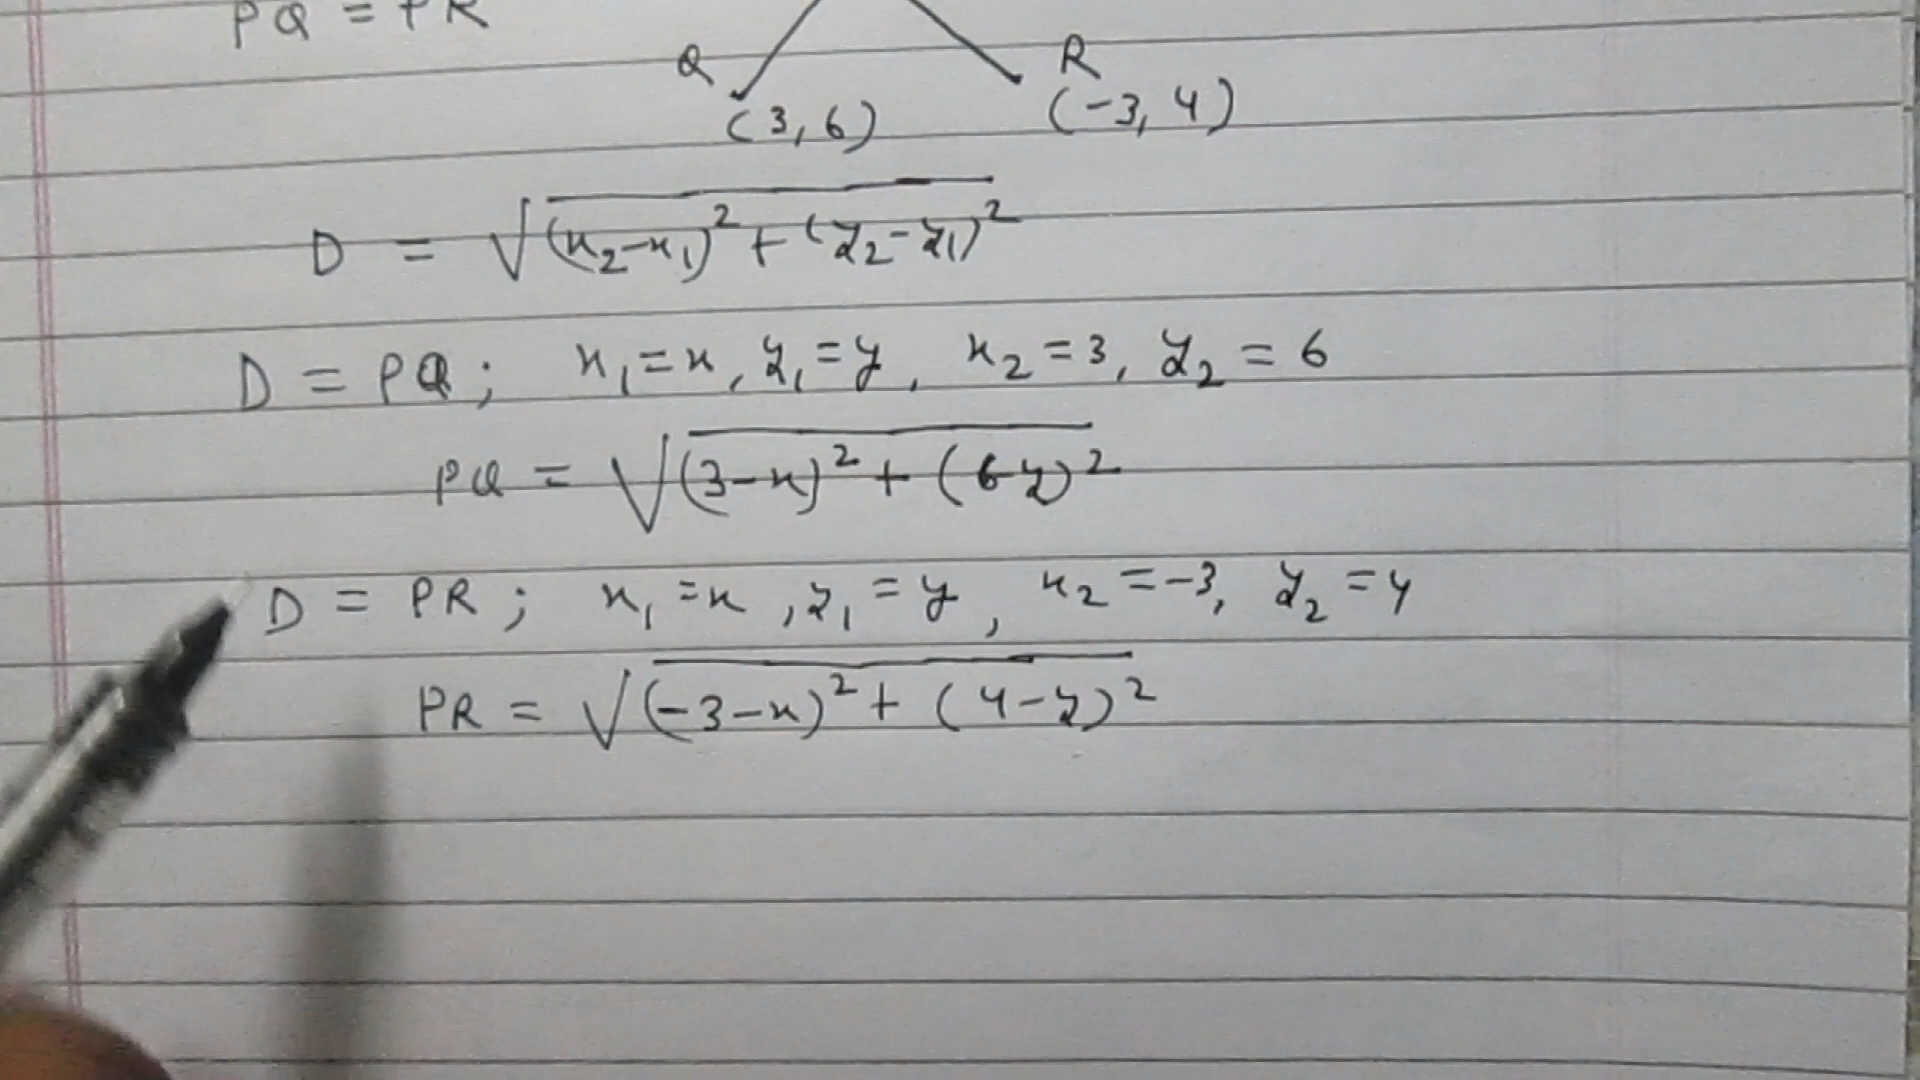 PQ = PR
Q R
(3, 6) (-3, 4)
D = √(x₂-x₁)² + (y₂-y₁)²
D = PQ; x₁=x, y₁=y, x₂=3, y₂=6
PQ = √(3-x)² + (6-y)²
D = PR; x₁=x, y₁=y, x₂=-3, y₂=4
PR = √(-3-x)² + (4-y)²